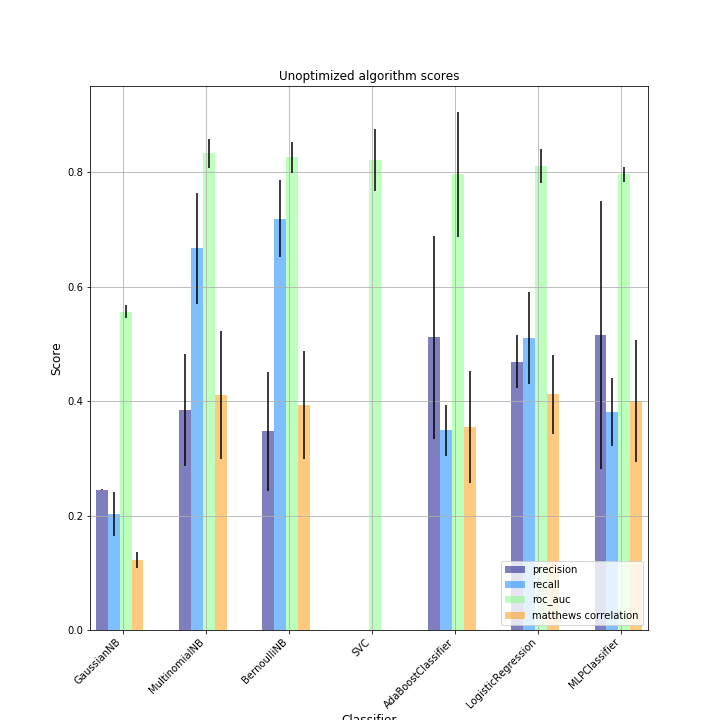 Unoptimized algorithm scores
Score
0.8
0.6
0.4
0.2
0.0
precision
recall
roc_auc
matthews correlation
GaussianNB
MultinomialNB
BernoulliNB
SVC
AdaBoostClassifier
LogisticRegression
MLPClassifier
Classifier